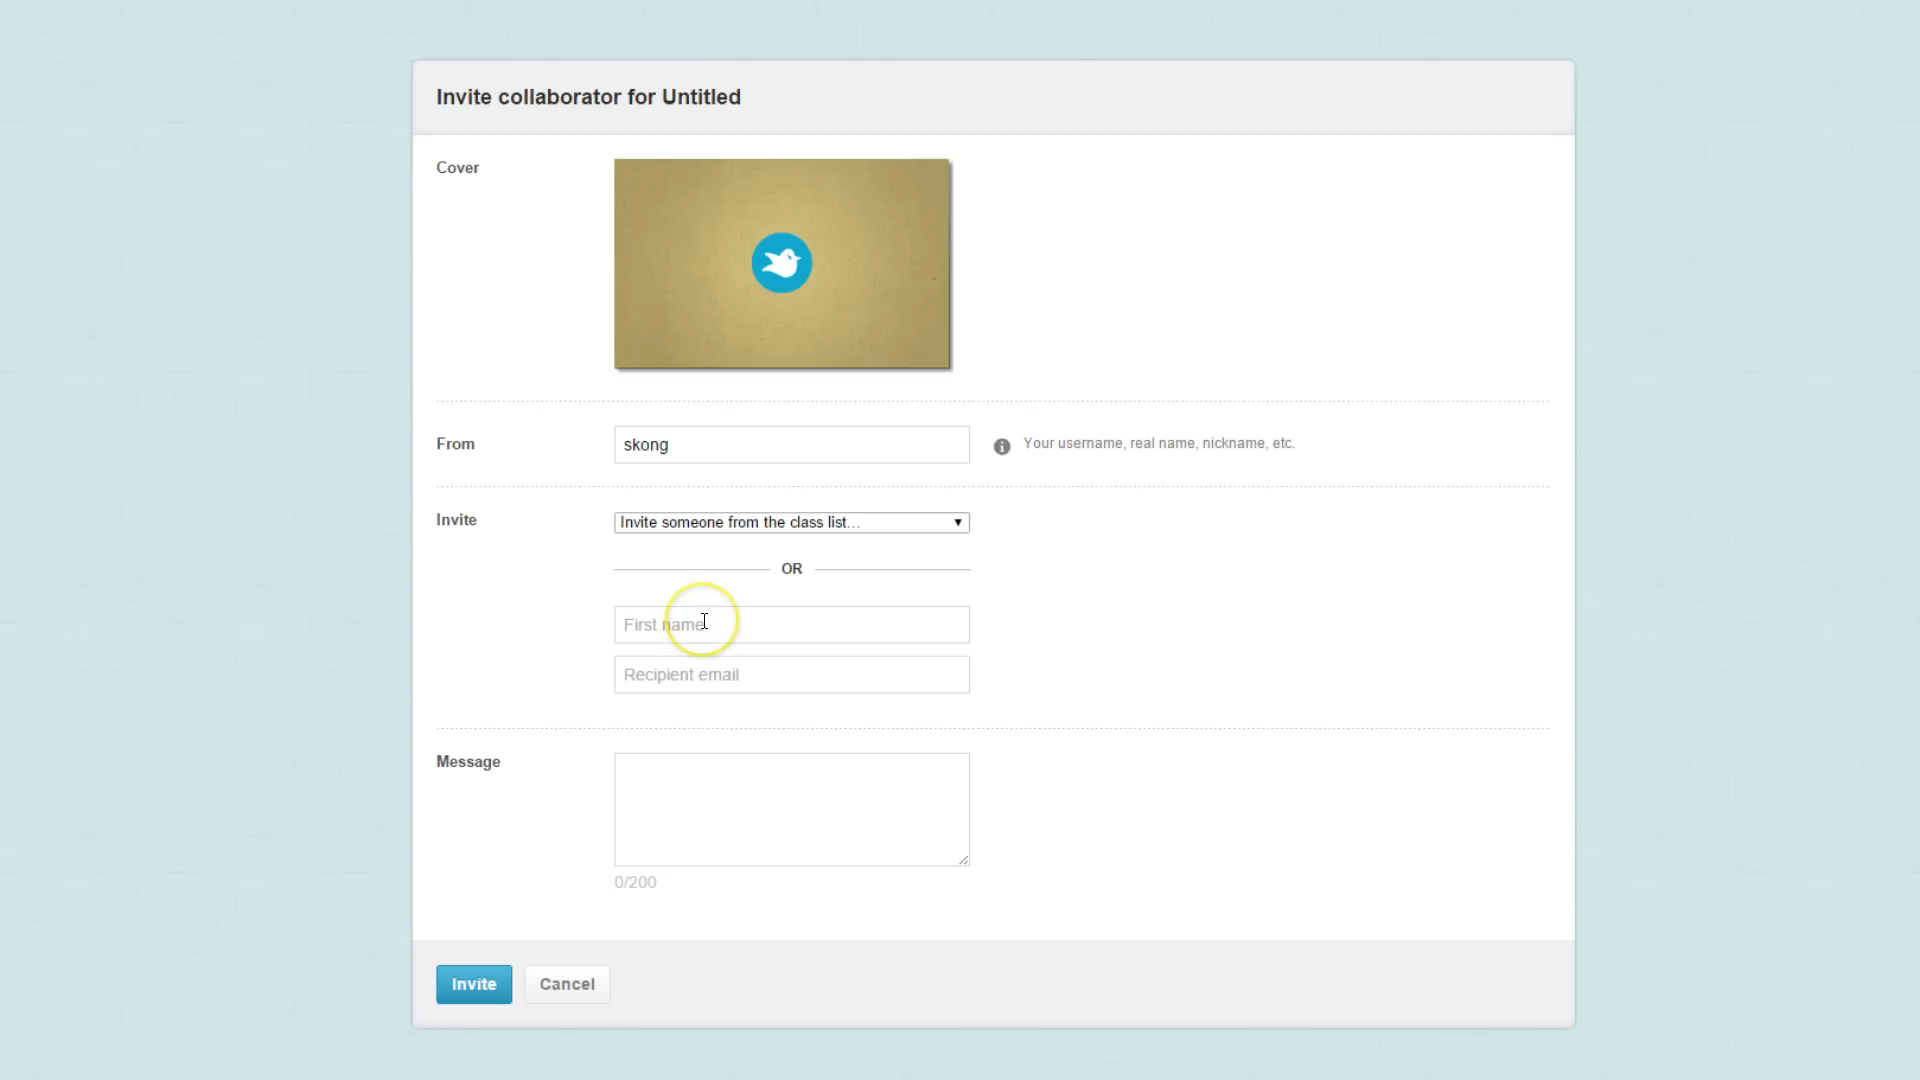 Invite collaborator for Untitled
Cover
From
skong
Your username, real name, nickname, etc.
Invite
Invite someone from the class list...
OR
First name
Recipient email
Message
0/200
Invite
Cancel